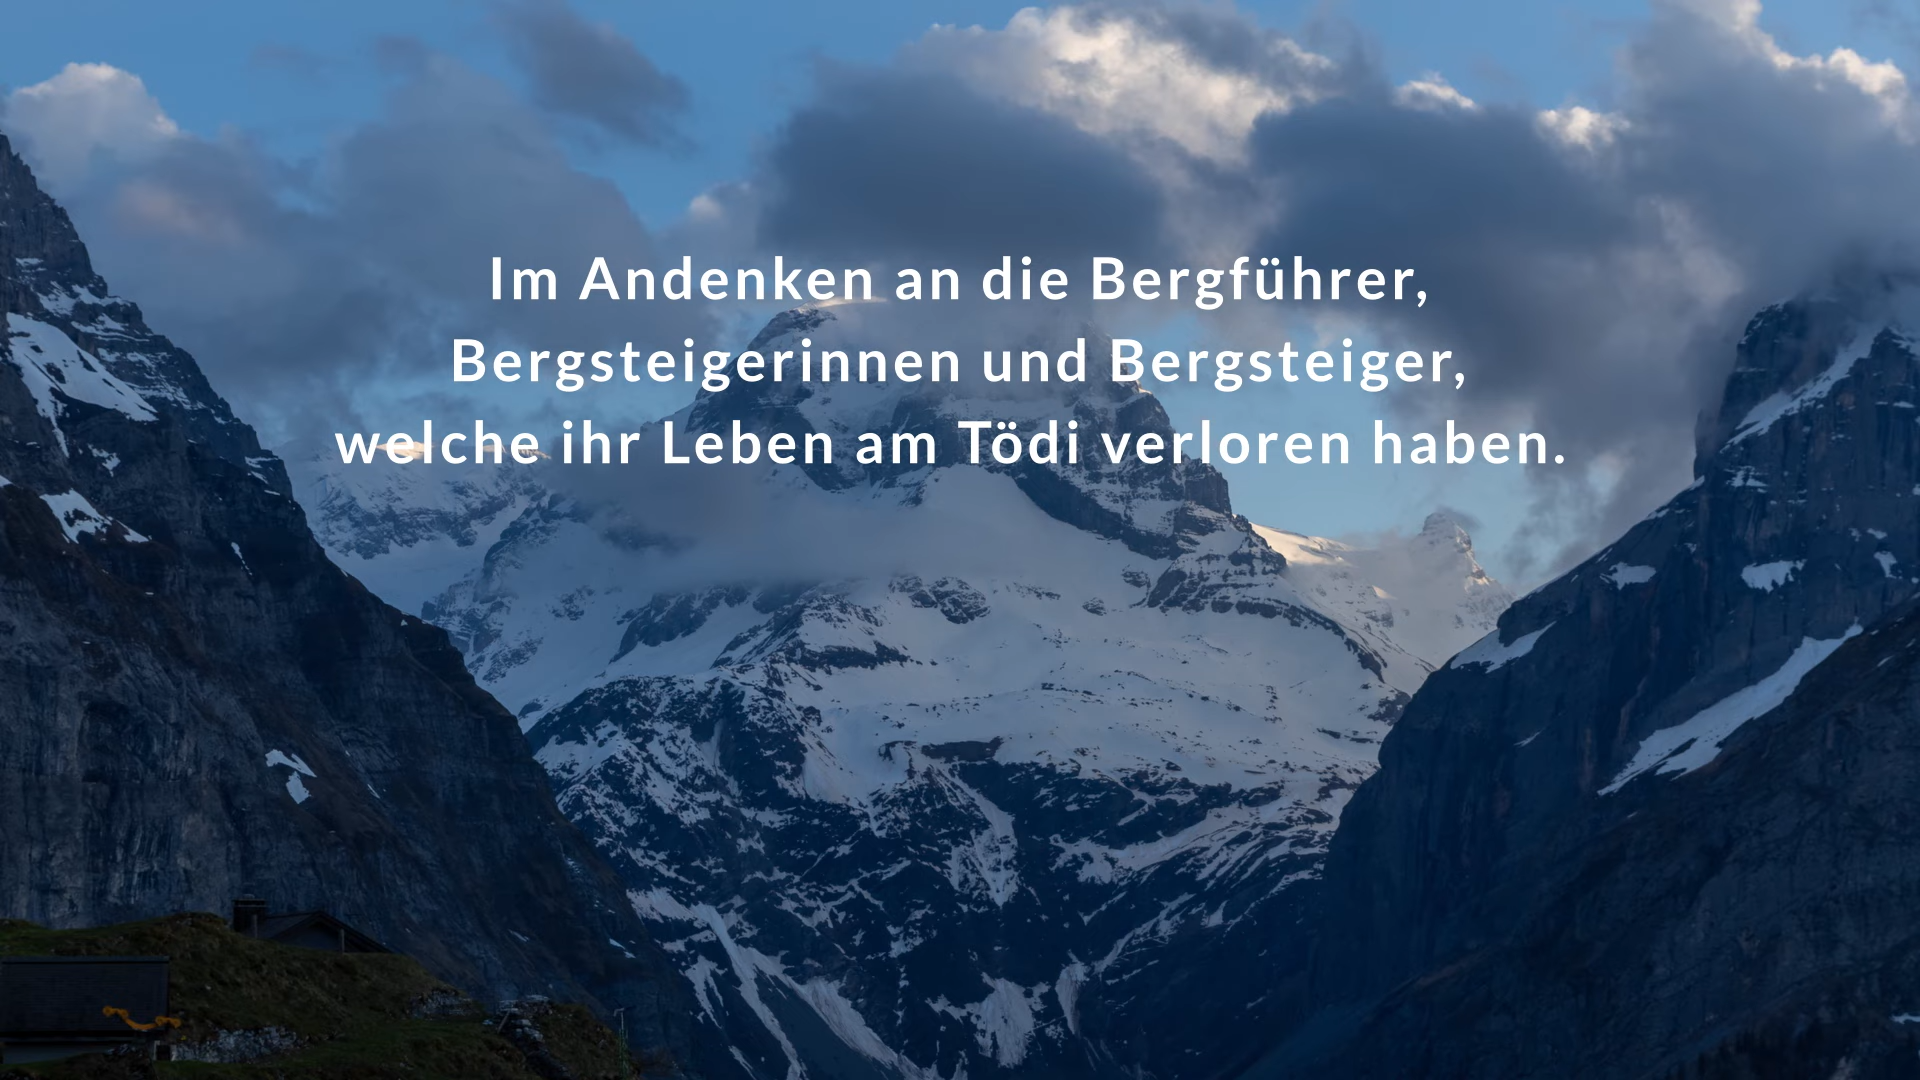 Im Andenken an die Bergführer,
Bergsteigerinnen und Bergsteiger,
welche ihr Leben am Tödi verloren haben.